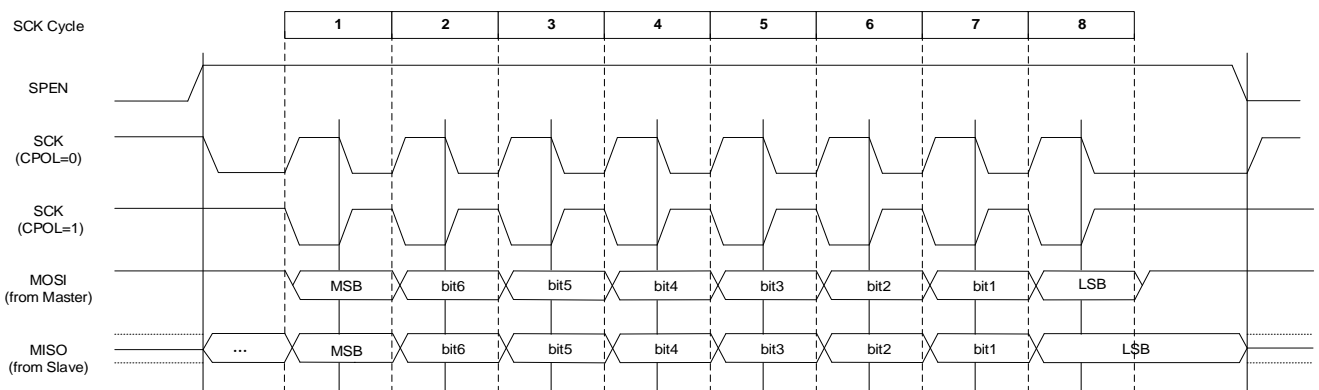 SCK Cycle 1 2 3 4 5 6 7 8
SPEN
SCK
(CPOL=0)
SCK
(CPOL=1)
MOSI
(from Master)
MSB bit6 bit5 bit4 bit3 bit2 bit1 LSB
MISO
(from Slave)
... MSB bit6 bit5 bit4 bit3 bit2 bit1 LSB